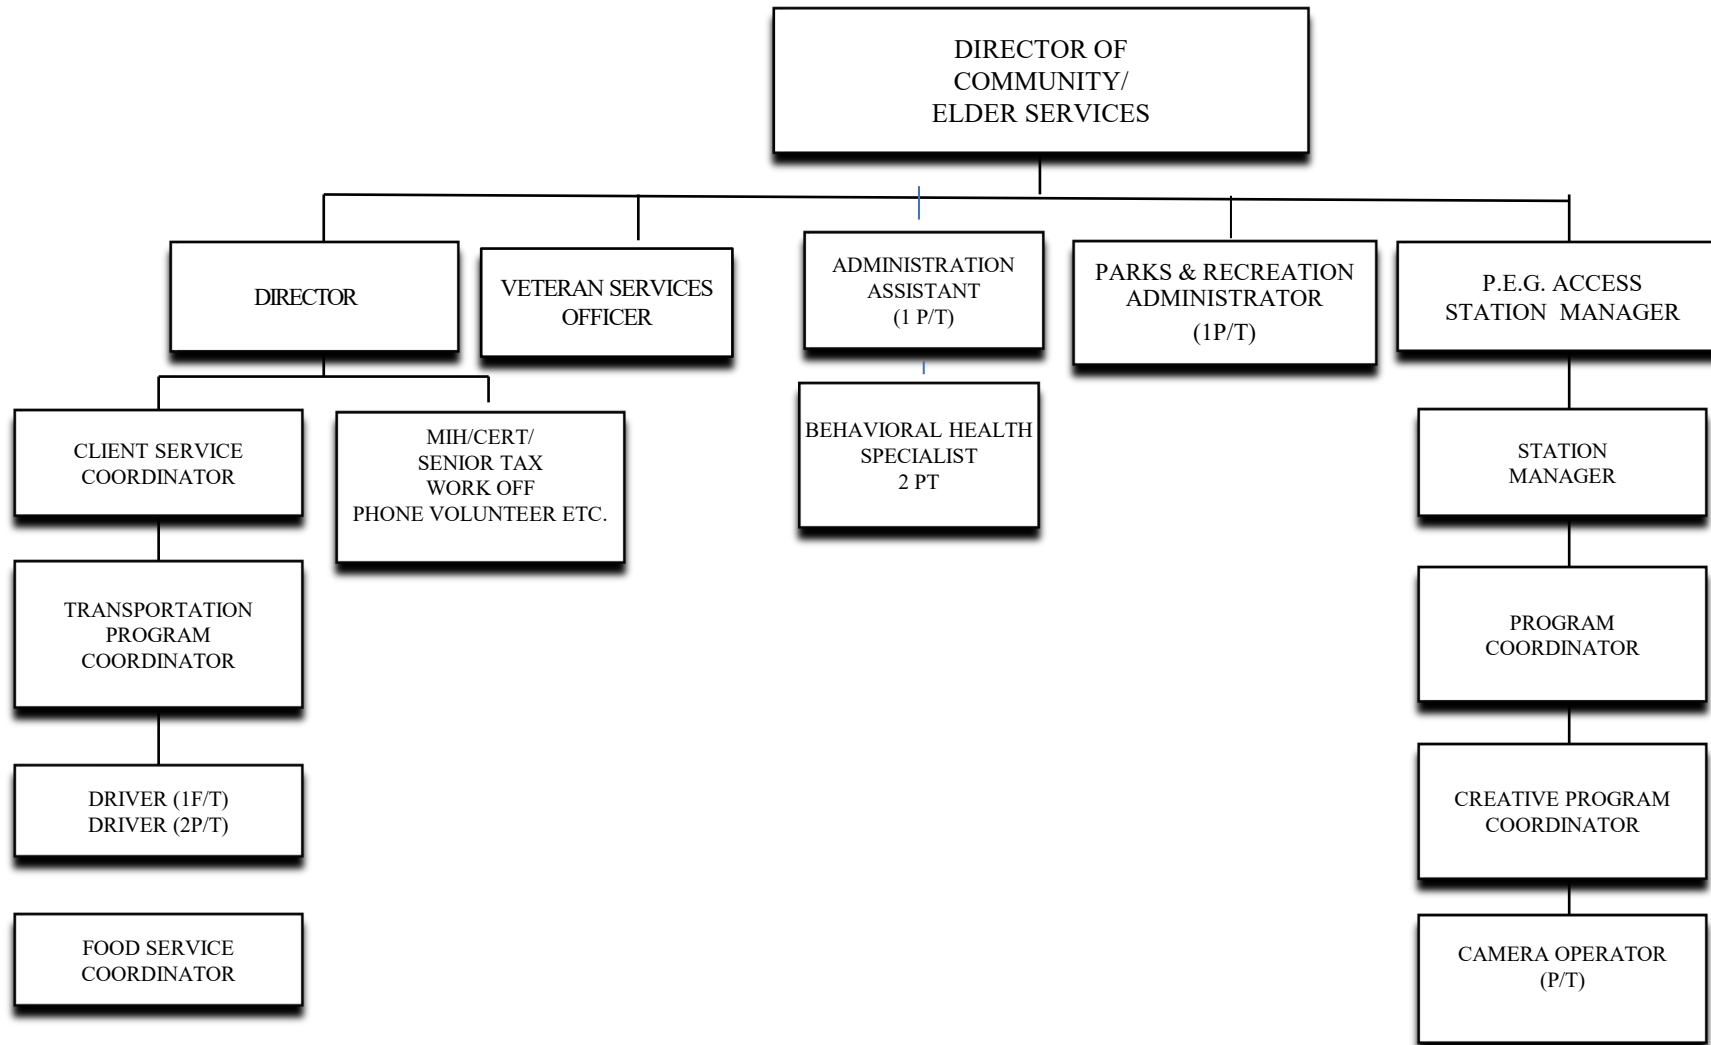 DIRECTOR OF
COMMUNITY/
ELDER SERVICES
DIRECTOR
VETERAN SERVICES
OFFICER
ADMINISTRATION
ASSISTANT
(1 P/T)
PARKS & RECREATION
ADMINISTRATOR
(1P/T)
P.E.G. ACCESS
STATION MANAGER
CLIENT SERVICE
COORDINATOR
MIH/CERT/
SENIOR TAX
WORK OFF
PHONE VOLUNTEER ETC.
BEHAVIORAL HEALTH
SPECIALIST
2 PT
STATION
MANAGER
TRANSPORTATION
PROGRAM
COORDINATOR
PROGRAM
COORDINATOR
DRIVER (1F/T)
DRIVER (2P/T)
CREATIVE PROGRAM
COORDINATOR
FOOD SERVICE
COORDINATOR
CAMERA OPERATOR
(P/T)